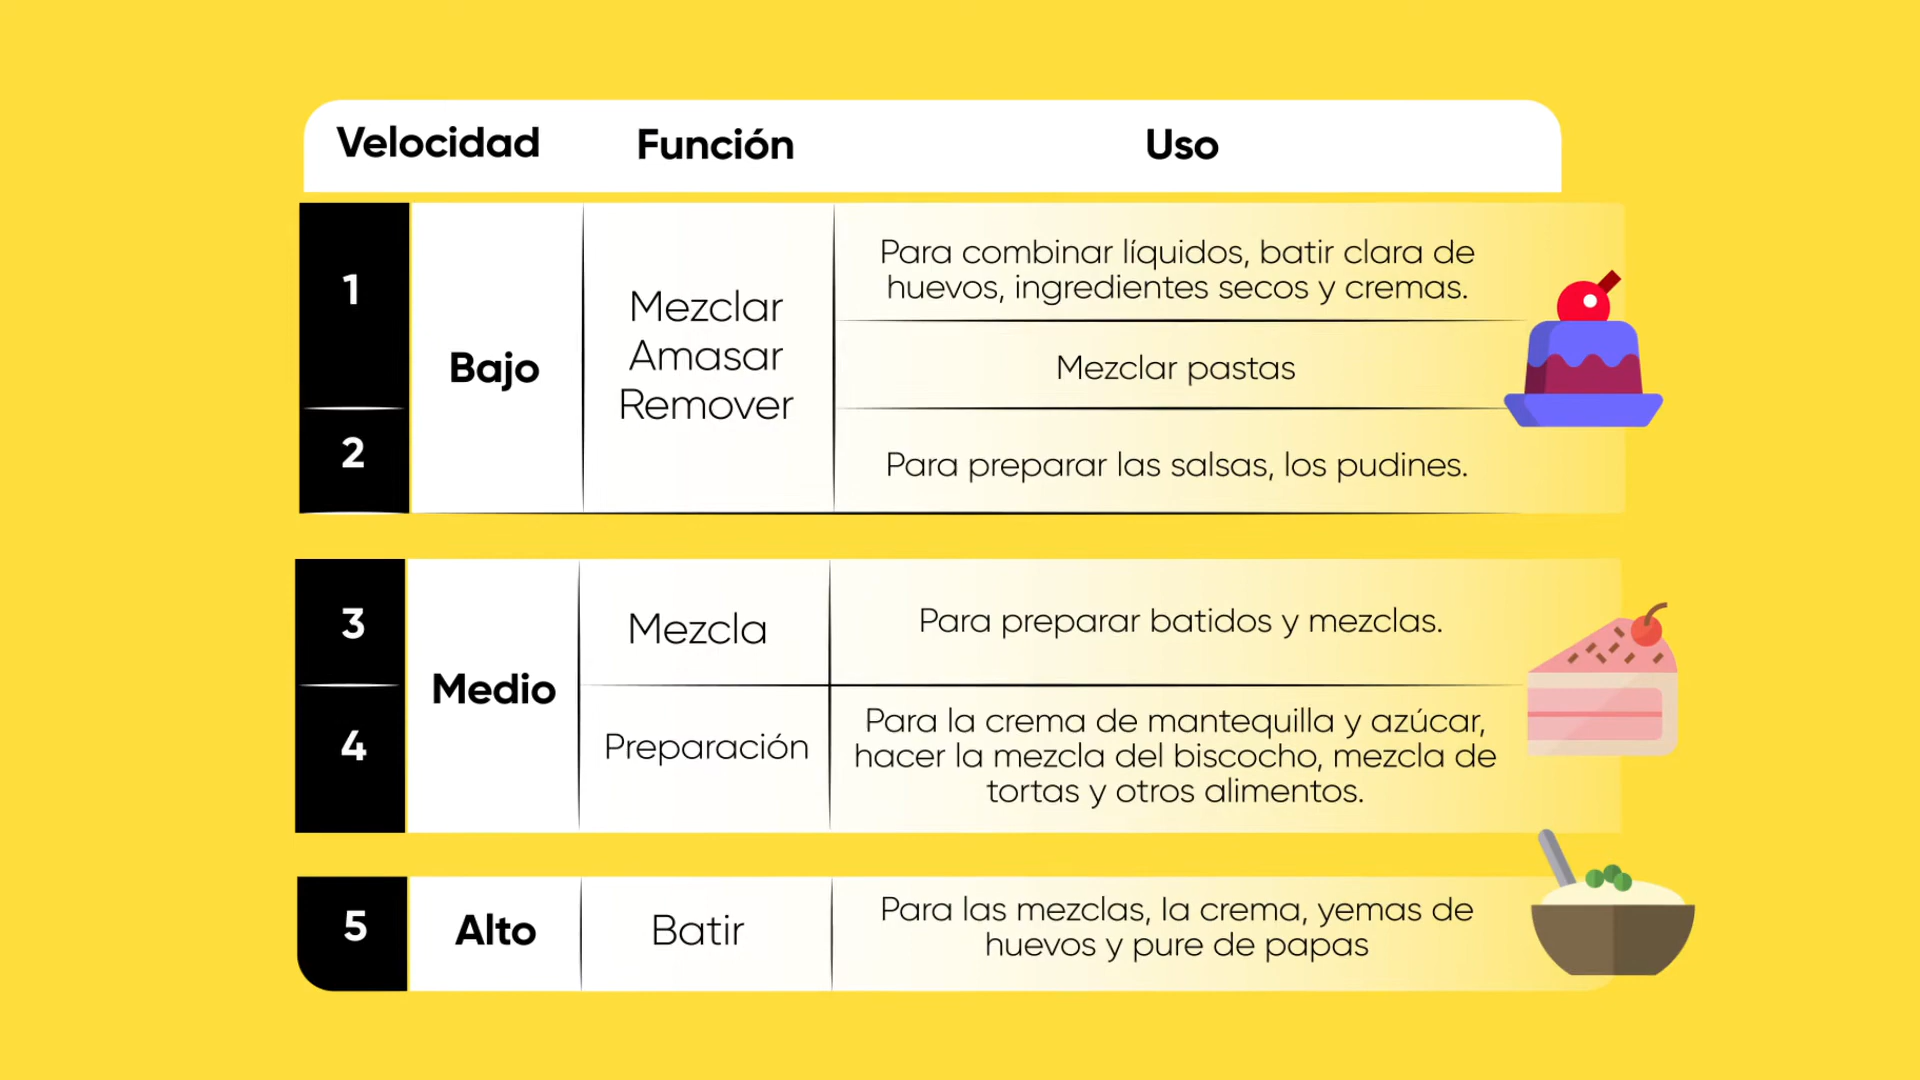 Velocidad Función Uso
1
Bajo
Mezclar
Amasar
Remover
Para combinar líquidos, batir clara de
huevos, ingredientes secos y cremas.
Mezclar pastas
2
Para preparar las salsas, los pudines.
3
Medio
Mezcla
Para preparar batidos y mezclas.
4
Preparación
Para la crema de mantequilla y azúcar,
hacer la mezcla del biscocho, mezcla de
tortas y otros alimentos.
5
Alto
Batir
Para las mezclas, la crema, yemas de
huevos y pure de papas